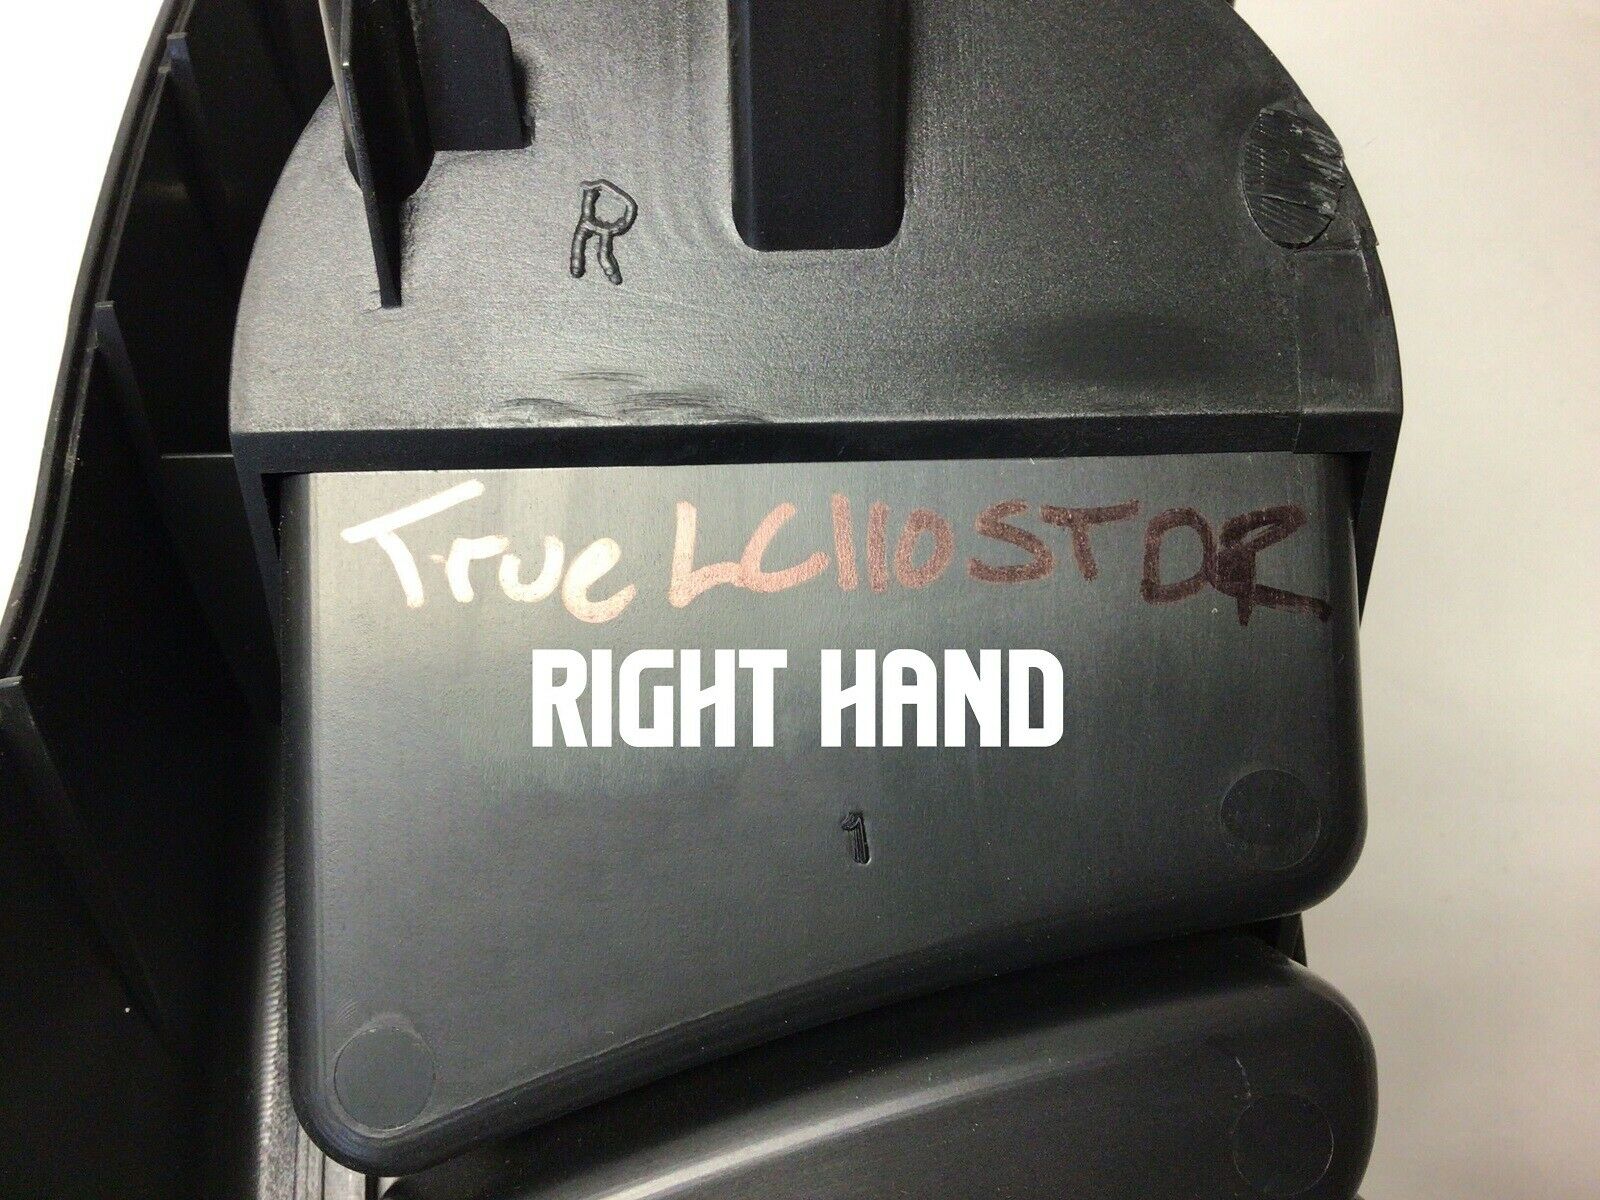 R
True LC110STDR
RIGHT HAND
1